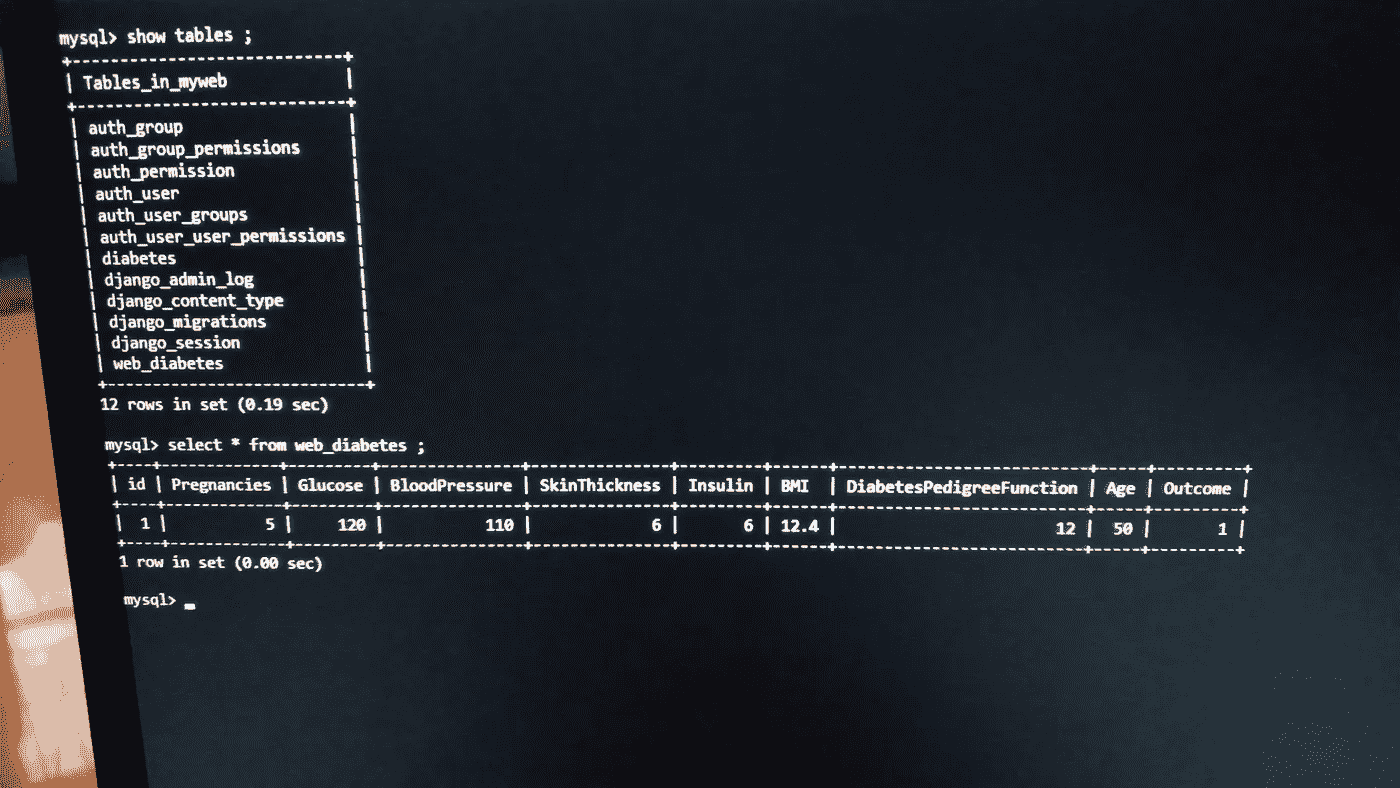 mysql> show tables ;
+----------------------------+
| Tables_in_myweb            |
+----------------------------+
| auth_group                 |
| auth_group_permissions     |
| auth_permission            |
| auth_user                  |
| auth_user_groups           |
| auth_user_user_permissions |
| diabetes                   |
| django_admin_log           |
| django_content_type        |
| django_migrations          |
| django_session             |
| web_diabetes               |
+----------------------------+
12 rows in set (0.19 sec)
mysql> select * from web_diabetes ;
+----+-------------+---------+---------------+---------------+---------+------+--------------------------+-----+---------+
| id | Pregnancies | Glucose | BloodPressure | SkinThickness | Insulin | BMI  | DiabetesPedigreeFunction | Age | Outcome |
+----+-------------+---------+---------------+---------------+---------+------+--------------------------+-----+---------+
|  1 |           5 |     120 |           110 |             6 |       6 | 12.4 |                       12 |  50 |       1 |
+----+-------------+---------+---------------+---------------+---------+------+--------------------------+-----+---------+
1 row in set (0.00 sec)
mysql> _